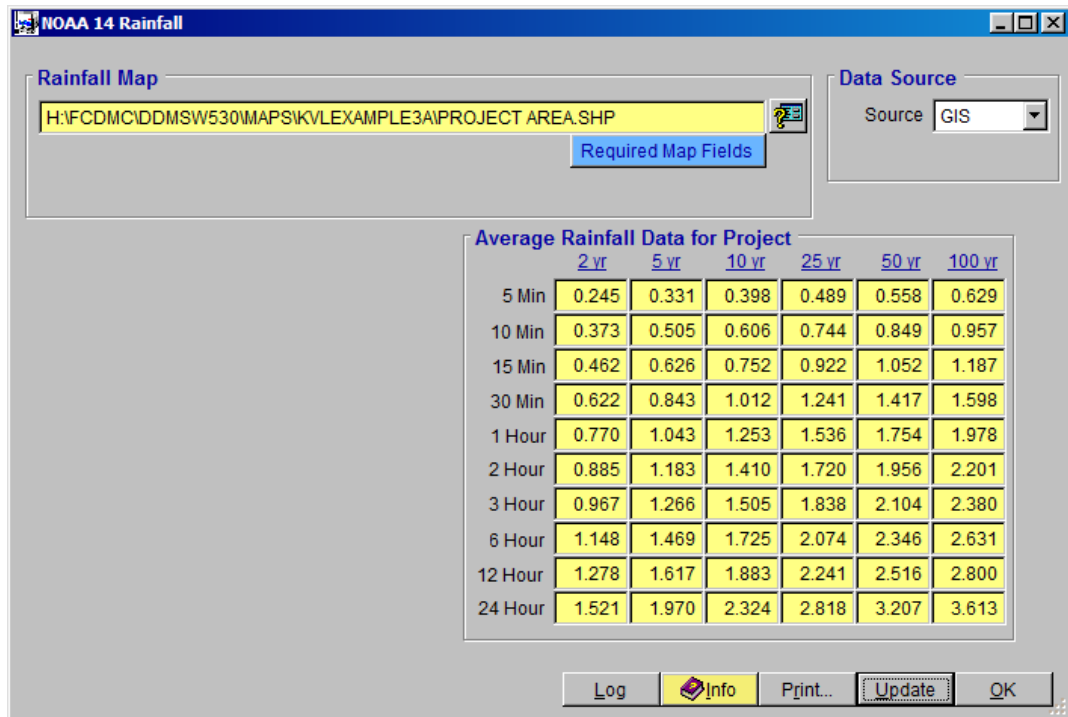 NOAA 14 Rainfall
Rainfall Map
Data Source
H:\FCDMC\DDMSW530\MAPS\KVLEXAMPLE3A\PROJECT AREA.SHP
Source GIS
Required Map Fields
Average Rainfall Data for Project
2 yr 5 yr 10 yr 25 yr 50 yr 100 yr
5 Min 0.245 0.331 0.398 0.489 0.558 0.629
10 Min 0.373 0.505 0.606 0.744 0.849 0.957
15 Min 0.462 0.626 0.752 0.922 1.052 1.187
30 Min 0.622 0.843 1.012 1.241 1.417 1.598
1 Hour 0.770 1.043 1.253 1.536 1.754 1.978
2 Hour 0.885 1.183 1.410 1.720 1.956 2.201
3 Hour 0.967 1.266 1.505 1.838 2.104 2.380
6 Hour 1.148 1.469 1.725 2.074 2.346 2.631
12 Hour 1.278 1.617 1.883 2.241 2.516 2.800
24 Hour 1.521 1.970 2.324 2.818 3.207 3.613
Log Info Print... Update OK